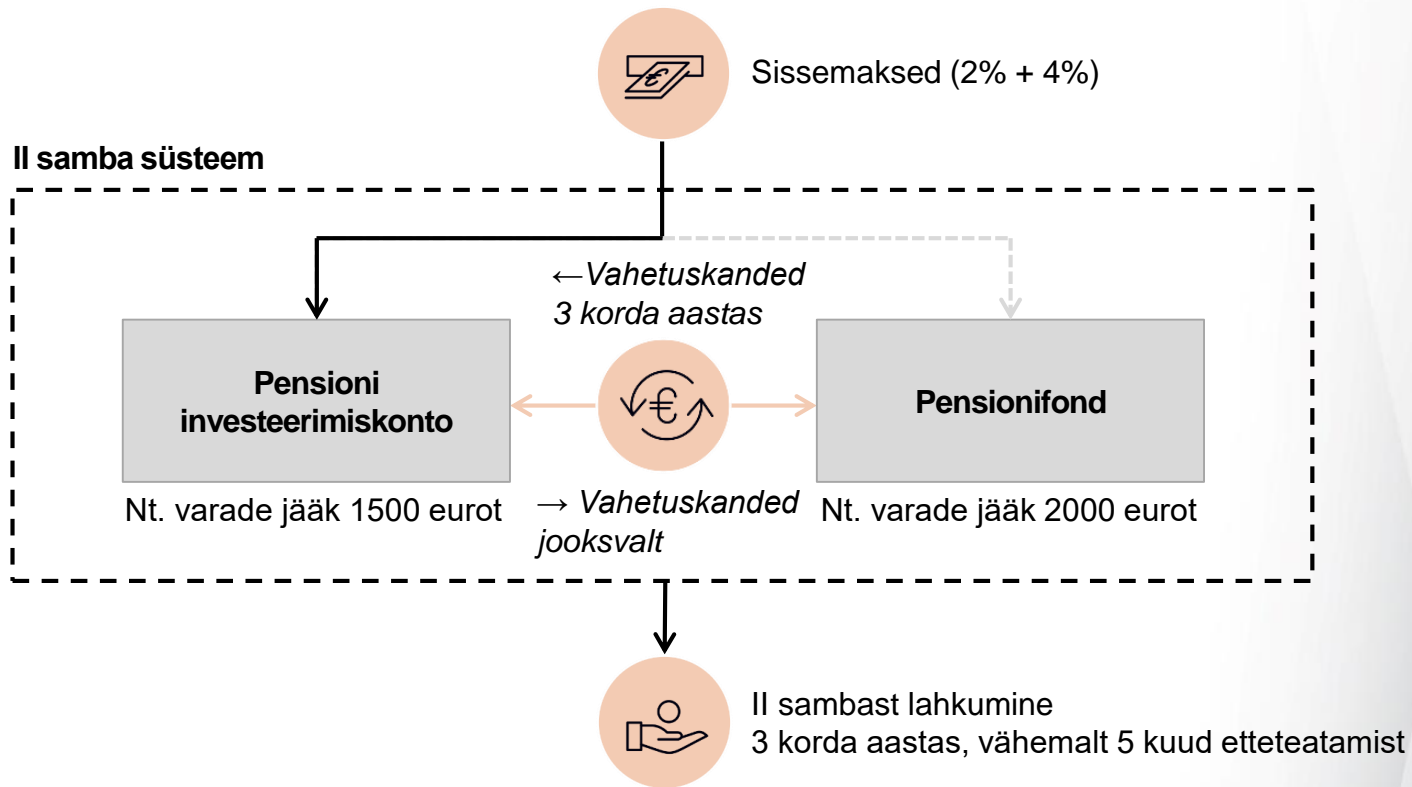 Sissemaksed (2% + 4%)
II samba süsteem
←Vahetuskanded
3 korda aastas
Pensioni
investeerimiskonto
€
Pensionifond
Nt. varade jääk 1500 eurot
→ Vahetuskanded
jooksvalt
Nt. varade jääk 2000 eurot
II sambast lahkumine
3 korda aastas, vähemalt 5 kuud etteteatamist